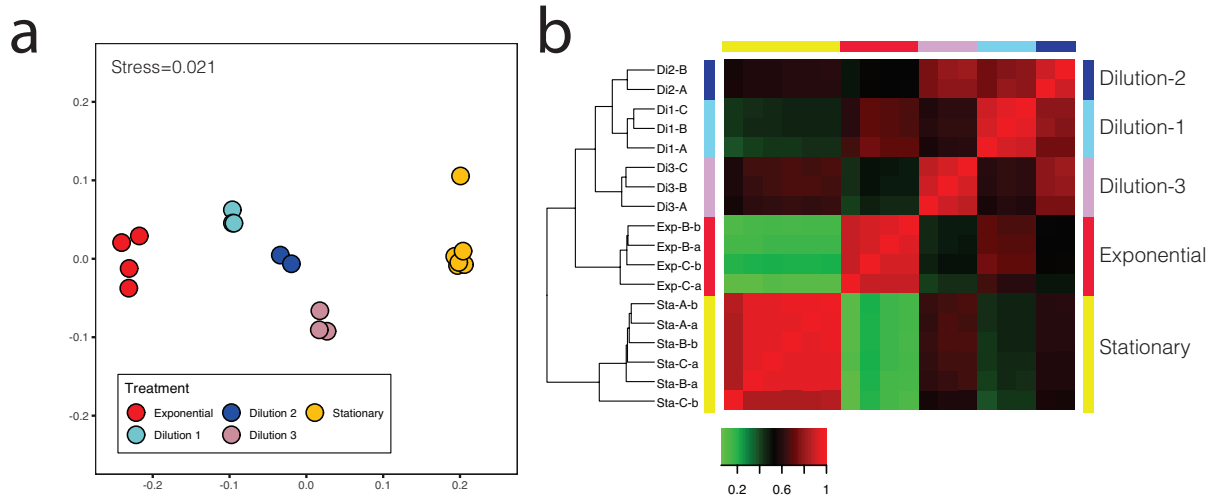 a
Stress=0.021
0.2
0.1
0.0
-0.1
-0.2
-0.2
-0.1
0.0
0.1
0.2
Treatment
Exponential
Dilution 2
Stationary
Dilution 1
Dilution 3
b
Di2-B
Di2-A
Di1-C
Di1-B
Di1-A
Di3-C
Di3-B
Di3-A
Exp-B-b
Exp-B-a
Exp-C-b
Exp-C-a
Sta-A-b
Sta-A-a
Sta-B-b
Sta-C-a
Sta-B-a
Sta-C-b
Dilution-2
Dilution-1
Dilution-3
Exponential
Stationary
0.2
0.6
1